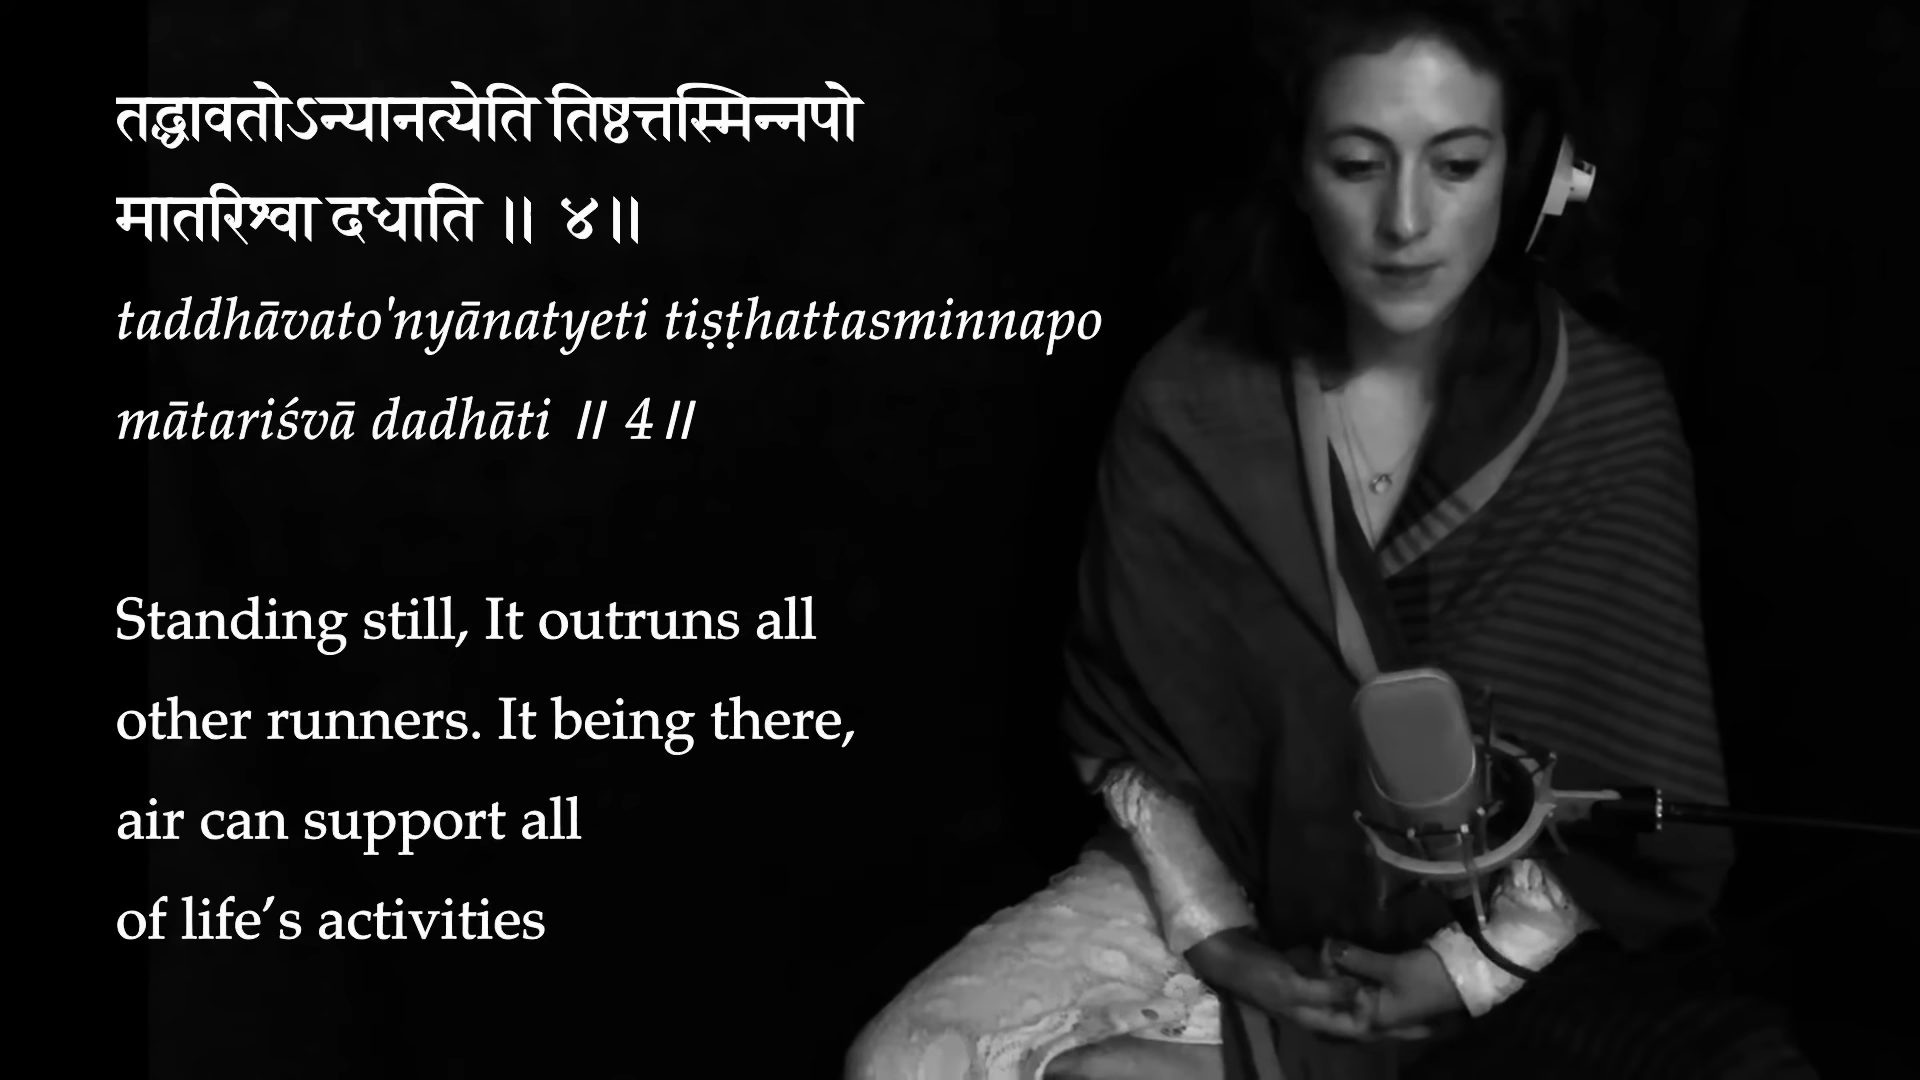 तद्धावतोऽन्यानत्येति तिष्ठत्तस्मिन्नपो
मातरिश्वा दधाति ॥ ४॥
taddhāvato'nyānatyeti tiṣṭhattasminnapo
mātariśvā dadhāti ॥ 4॥
Standing still, It outruns all
other runners. It being there,
air can support all
of life’s activities